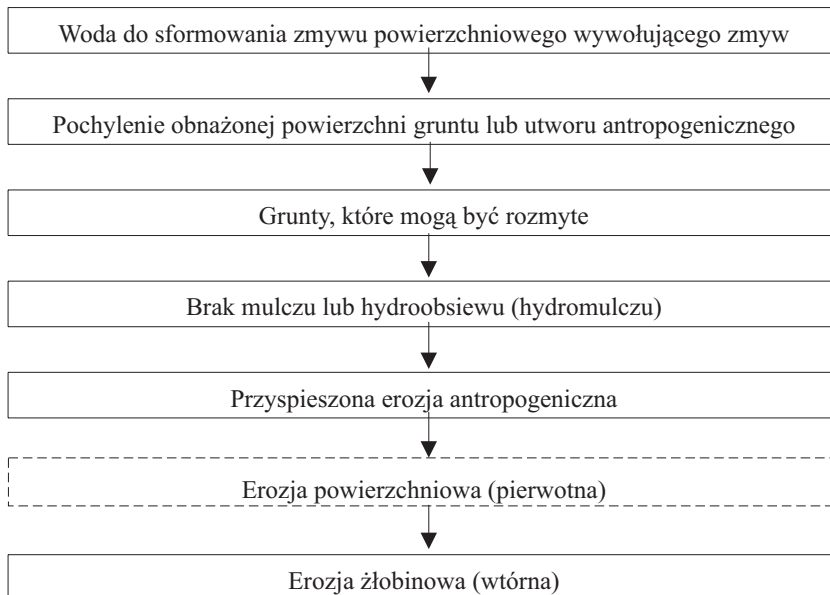 Woda do sformowania zmywu powierzchniowego wywołującego zmyw
Pochylenie obnażonej powierzchni gruntu lub utworu antropogenicznego
Grunty, które mogą być rozmyte
Brak mulczu lub hydroobsiewu (hydromulczu)
Przyspieszona erozja antropogeniczna
Erozja powierzchniowa (pierwotna)
Erozja żłobinowa (wtórna)